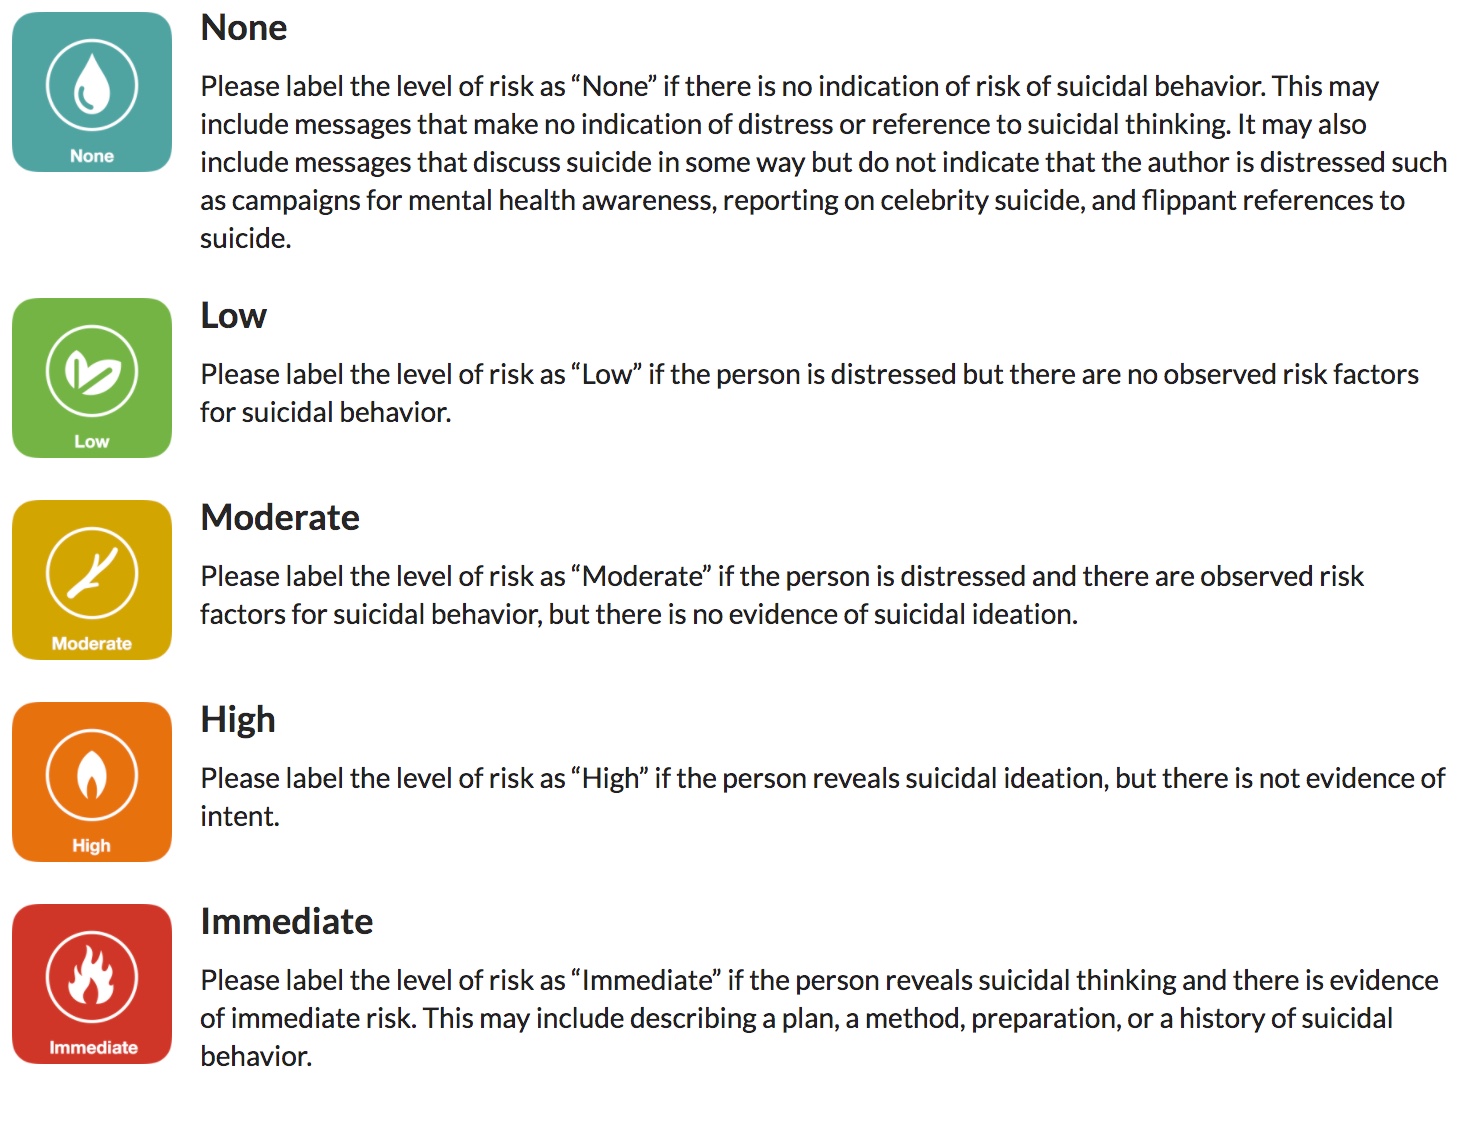 None
Please label the level of risk as “None” if there is no indication of risk of suicidal behavior. This may
include messages that make no indication of distress or reference to suicidal thinking. It may also
include messages that discuss suicide in some way but do not indicate that the author is distressed such
as campaigns for mental health awareness, reporting on celebrity suicide, and flippant references to
suicide.
None
Low
Please label the level of risk as “Low” if the person is distressed but there are no observed risk factors
for suicidal behavior.
Low
Moderate
Please label the level of risk as “Moderate” if the person is distressed and there are observed risk
factors for suicidal behavior, but there is no evidence of suicidal ideation.
Moderate
High
Please label the level of risk as “High” if the person reveals suicidal ideation, but there is not evidence of
intent.
High
Immediate
Please label the level of risk as “Immediate” if the person reveals suicidal thinking and there is evidence
of immediate risk. This may include describing a plan, a method, preparation, or a history of suicidal
behavior.
Immediate